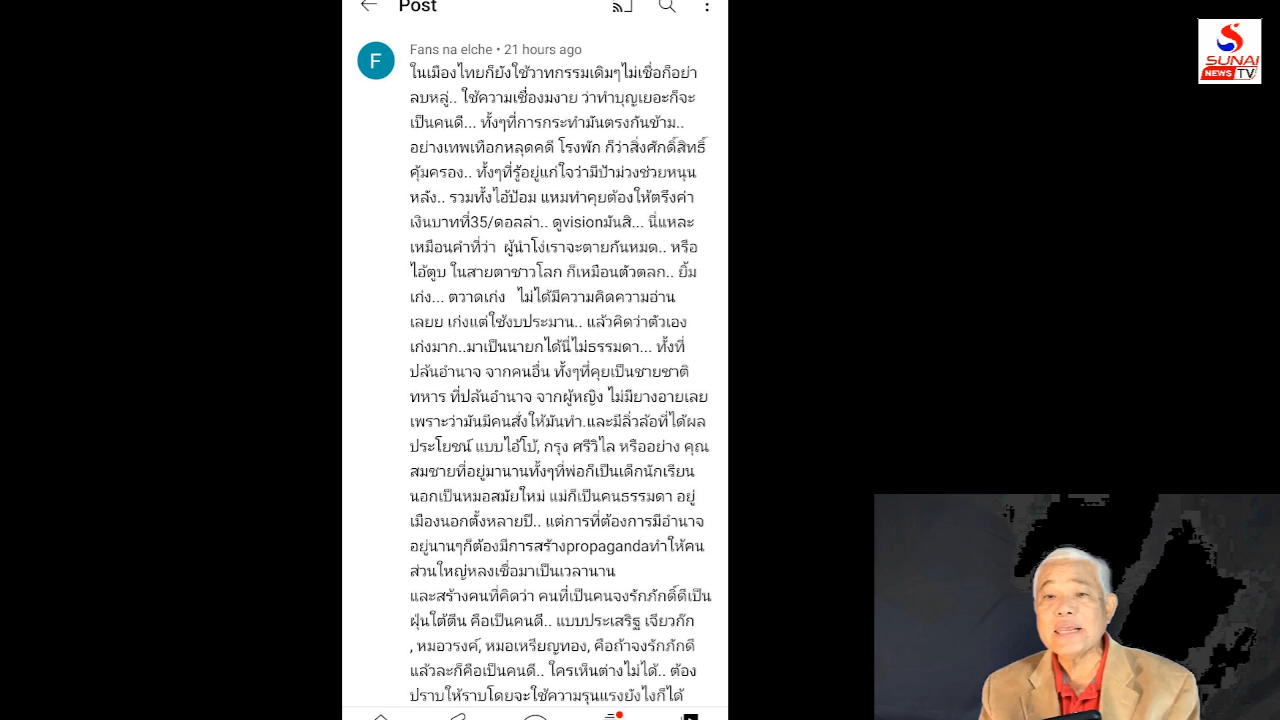 Post
SUNAI
NEWS TV
F
Fans na elche • 21 hours ago
ในเมืองไทยก็ยังใช้วาทกรรมเดิมๆไม่เชื่อก็อย่า
ลบหลู่.. ใช้ความเชื่องมงาย ว่าทำบุญเยอะก็จะ
เป็นคนดี... ทั้งๆที่การกระทำมันตรงกันข้าม..
อย่างเทพเทือกหลุดคดี โรงพัก ก็ว่าสิ่งศักดิ์สิทธิ์
คุ้มครอง.. ทั้งๆที่รู้อยู่แก่ใจว่ามีป้าม่วงช่วยหนุน
หลัง.. รวมทั้งไอ้ป้อม แหมทำคุยต้องให้ตรึงค่า
เงินบาทที่35/ดอลล่า.. ดูvisionมันสิ... นี่แหละ
เหมือนคำที่ว่า ผู้นำโง่เราจะตายกันหมด.. หรือ
ไอ้ตูบ ในสายตาชาวโลก ก็เหมือนตัวตลก.. ยิ้ม
เก่ง... ตวาดเก่ง ไม่ได้มีความคิดความอ่าน
เลยย เก่งแต่ใช้งบประมาน.. แล้วคิดว่าตัวเอง
เก่งมาก..มาเป็นนายกได้นี่ไม่ธรรมดา... ทั้งที่
ปล้นอำนาจ จากคนอื่น ทั้งๆที่คุยเป็นชายชาติ
ทหาร ที่ปล้นอำนาจ จากผู้หญิง ไม่มียางอายเลย
เพราะว่ามันมีคนสั่งให้มันทำ.และมีลิ่วล้อที่ได้ผล
ประโยชน์ แบบไอ้โบ้, กรุง ศรีวิไล หรืออย่าง คุณ
สมชายที่อยู่มานานทั้งๆที่พ่อก็เป็นเด็กนักเรียน
นอกเป็นหมอสมัยใหม่ แม่ก็เป็นคนธรรมดา อยู่
เมืองนอกตั้งหลายปี.. แต่การที่ต้องการมีอำนาจ
อยู่นานๆก็ต้องมีการสร้างpropagandaทำให้คน
ส่วนใหญ่หลงเชื่อมาเป็นเวลานาน
และสร้างคนที่คิดว่า คนที่เป็นคนจงรักภักดิ์ดีเป็น
ฝุ่นใต้ตีน คือเป็นคนดี.. แบบประเสริฐ เจียวก๊ก
, หมอวรงค์, หมอเหรียญทอง, คือถ้าจงรักภักดี
แล้วละก็คือเป็นคนดี.. ใครเห็นต่างไม่ได้.. ต้อง
ปราบให้ราบโดยจะใช้ความรุนแรงยังไงก็ได้